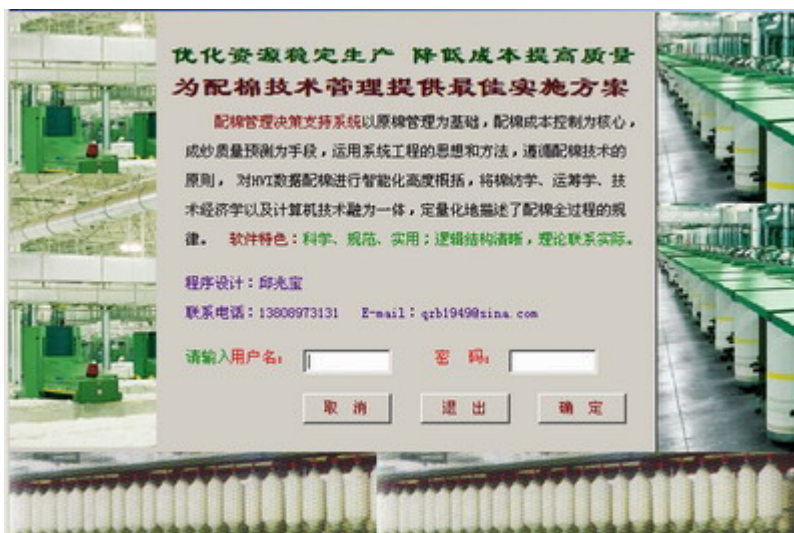 优化资源稳定生产 降低成本提高质量
为配棉技术管理提供最佳实施方案
配棉管理决策支持系统以原棉管理为基础，配棉成本控制为核心，
成纱质量预测为手段，运用系统工程的思想和方法，遵循配棉技术的
原则， 对HVI数据配棉进行智能化高度概括，将棉纺学、运筹学、技
术经济学以及计算机技术融为一体，定量化地描述了配棉全过程的规
律。 软件特色：科学、规范、实用；逻辑结构清晰，理论联系实际。
程序设计：邱兆宝
联系电话：13808973131 E-mail：qzb1949@sina.com
请输入用户名： 密 码：
取 消 退 出 确 定